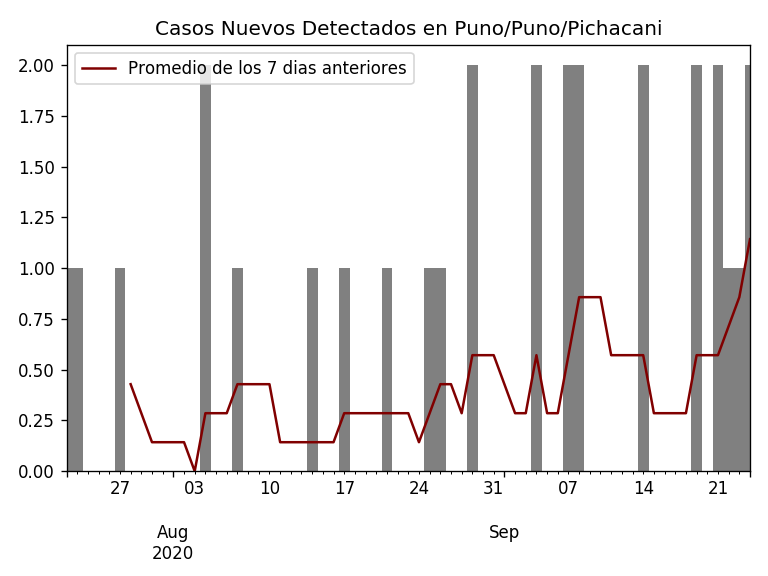 Casos Nuevos Detectados en Puno/Puno/Pichacani
Promedio de los 7 dias anteriores
2.00
1.75
1.50
1.25
1.00
0.75
0.50
0.25
0.00
27 03 10 17 24 31 07 14 21
Aug Sep
2020